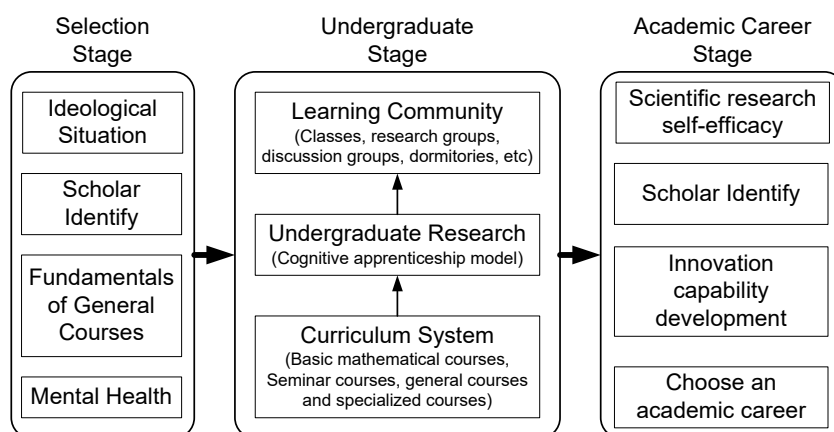 Selection
Stage
Ideological
Situation
Scholar
Identify
Fundamentals
of General
Courses
Mental Health
Undergraduate
Stage
Learning Community
(Classes, research groups,
discussion groups, dormitories, etc)
Undergraduate Research
(Cognitive apprenticeship model)
Curriculum System
(Basic mathematical courses,
Seminar courses, general courses
and specialized courses)
Academic Career
Stage
Scientific research
self-efficacy
Scholar Identify
Innovation
capability
development
Choose an
academic career